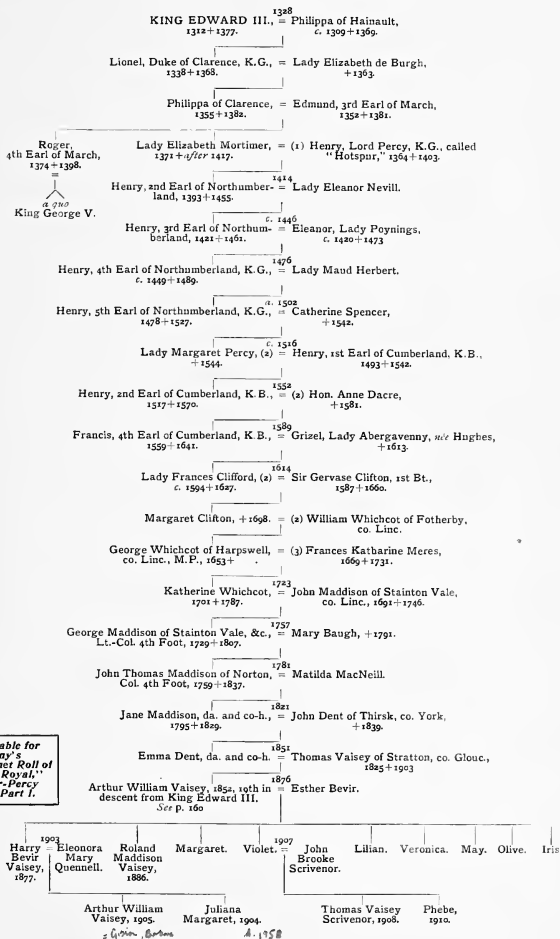 1328
KING EDWARD III., = Philippa of Hainault,
1312+1377. c. 1309+1369.
Lionel, Duke of Clarence, K.G., = Lady Elizabeth de Burgh,
1338+1368. +1363.
Philippa of Clarence, = Edmund, 3rd Earl of March,
1355+1382. 1352+1381.
Roger, Lady Elizabeth Mortimer, = (1) Henry, Lord Percy, K.G., called
4th Earl of March, 1371+after 1417. "Hotspur," 1364+1403.
1374+1398.
=
a quo
King George V.
1414
Henry, 2nd Earl of Northumber- = Lady Eleanor Nevill.
land, 1393+1455.
c. 1446
Henry, 3rd Earl of Northum- = Eleanor, Lady Poynings,
berland, 1421+1461. c. 1420+1473
1476
Henry, 4th Earl of Northumberland, K.G., = Lady Maud Herbert.
c. 1449+1489.
a. 1502
Henry, 5th Earl of Northumberland, K.G., = Catherine Spencer,
1478+1527. +1542.
c. 1516
Lady Margaret Percy, (2) = Henry, 1st Earl of Cumberland, K.B.,
+1544. 1493+1542.
1552
Henry, 2nd Earl of Cumberland, K.B., = (2) Hon. Anne Dacre,
1517+1570. +1581.
1589
Francis, 4th Earl of Cumberland, K.B., = Grizel, Lady Abergavenny, née Hughes,
1559+1641. +1613.
1614
Lady Frances Clifford, (2) = Sir Gervase Clifton, 1st Bt.,
c. 1594+1627. 1587+1660.
Margaret Clifton, +1698. = (2) William Whichcot of Fotherby,
co. Linc.
George Whichcot of Harpswell, = (3) Frances Katharine Meres,
co. Linc., M.P., 1653+ . 1669+1731.
1723
Katherine Whichcot, = John Maddison of Stainton Vale,
1701+1787. co. Linc., 1691+1746.
1757
George Maddison of Stainton Vale, &c., = Mary Baugh, +1791.
Lt.-Col. 4th Foot, 1729+1807.
1781
John Thomas Maddison of Norton, = Matilda MacNeill.
Col. 4th Foot, 1759+1837.
1821
Jane Maddison, da. and co-h., = John Dent of Thirsk, co. York,
1795+1829. +1839.
1851
Emma Dent, da. and co-h. = Thomas Vaisey of Stratton, co. Glouc.,
1825+1903
1876
Arthur William Vaisey, 1852, 19th in = Esther Bevir.
descent from King Edward III.
See p. 160
able for
ny's
net Roll of
Royal,"
r-Percy
Part I.
1903 1907
Harry = Eleonora Roland Margaret. Violet. = John Lilian. Veronica. May. Olive. Iris
Bevir Mary Maddison Brooke
Vaisey, Quennell. Vaisey, Scrivenor.
1877. 1886.
Arthur William Juliana Thomas Vaisey Phebe,
Vaisey, 1905. Margaret, 1904. Scrivenor, 1908. 1910.
1958